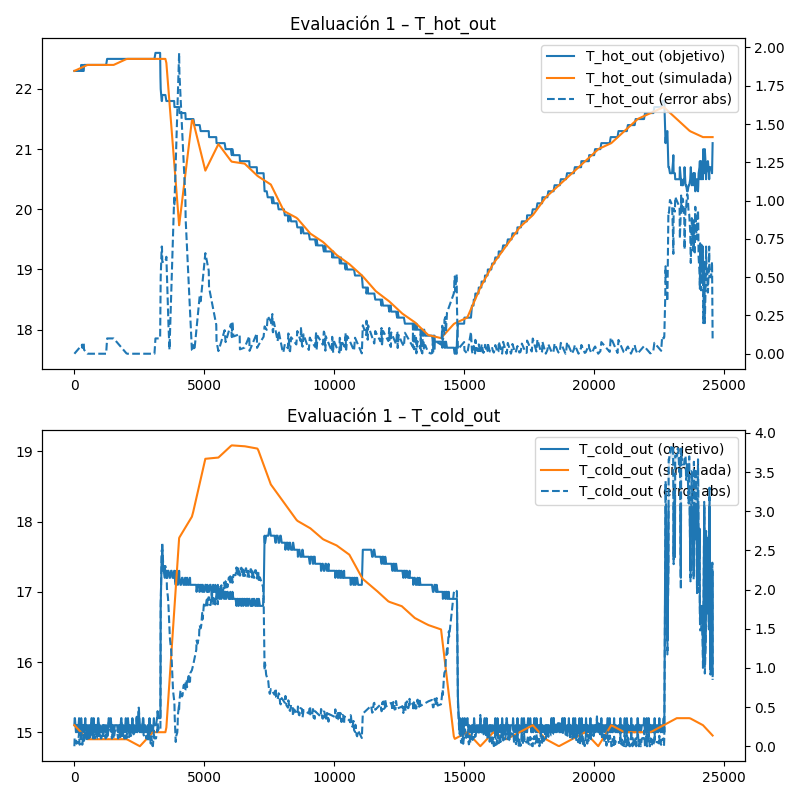 Evaluación 1 – T_hot_out
T_hot_out (objetivo)
T_hot_out (simulada)
T_hot_out (error abs)
22
21
20
19
18
2.00
1.75
1.50
1.25
1.00
0.75
0.50
0.25
0.00
0 5000 10000 15000 20000 25000
Evaluación 1 – T_cold_out
T_cold_out (objetivo)
T_cold_out (simulada)
T_cold_out (error abs)
19
18
17
16
15
4.0
3.5
3.0
2.5
2.0
1.5
1.0
0.5
0.0
0 5000 10000 15000 20000 25000